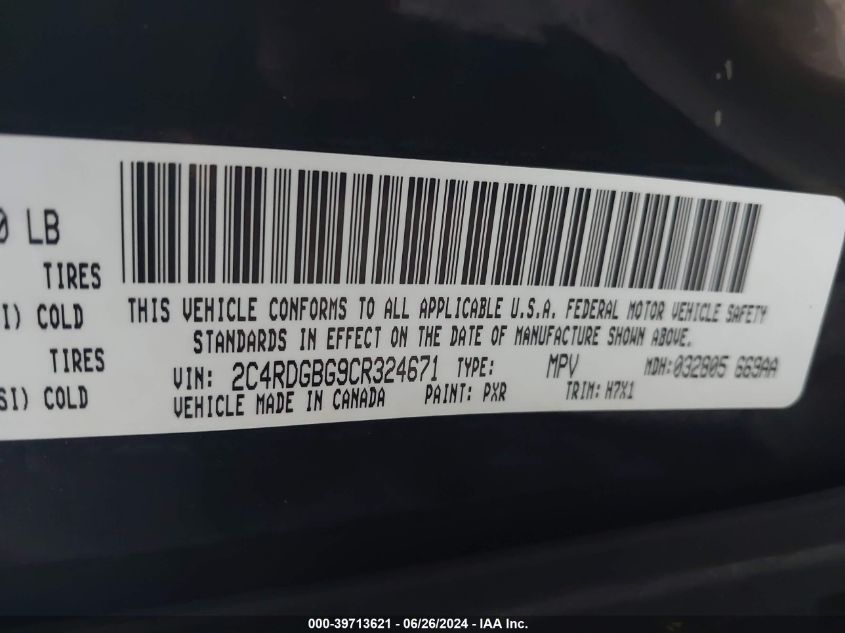 0 LB
TIRES
I) COLD
TIRES
SI) COLD
THIS VEHICLE CONFORMS TO ALL APPLICABLE U.S.A. FEDERAL MOTOR VEHICLE SAFETY
STANDARDS IN EFFECT ON THE DATE OF MANUFACTURE SHOWN ABOVE.
VIN: 2C4RDGBG9CR324671 TYPE: MPV MDH:032805 669AA
VEHICLE MADE IN CANADA PAINT: PXR TRIM: H7X1
000-39713621 - 06/26/2024 - IAA Inc.